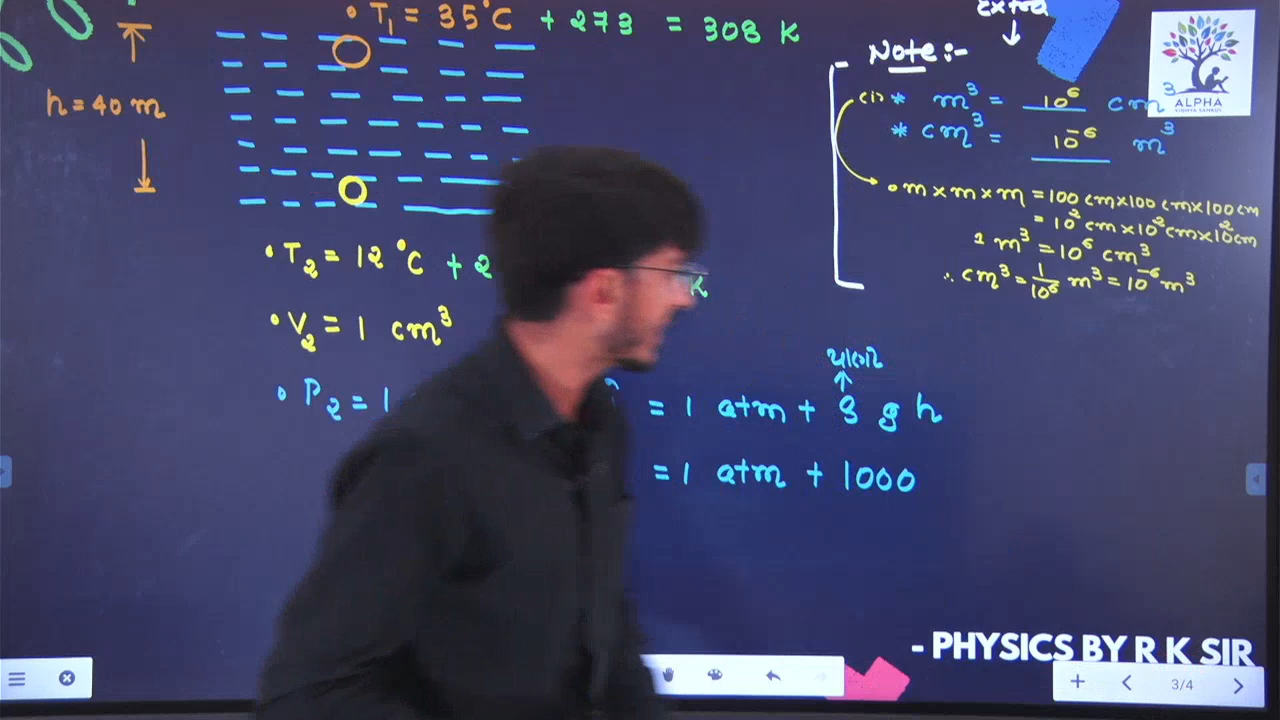 • T₁ = 35°C + 273 = 308 K
h = 40 m
Extra
↓
Note :-
(i) * m³ = 10⁶ cm³
* cm³ = 10⁻⁶ m³
• m × m × m = 100 cm × 100 cm × 100 cm
= 10² cm × 10² cm × 10² cm
1 m³ = 10⁶ cm³
∴ cm³ = 1/10⁶ m³ = 10⁻⁶ m³
• T₂ = 12°C + 2 K
• V₂ = 1 cm³
• P₂ = 1 = 1 atm + ρ g h
= 1 atm + 1000
ALPHA
VIDHYA SANKUL
- PHYSICS BY R K SIR
3/4